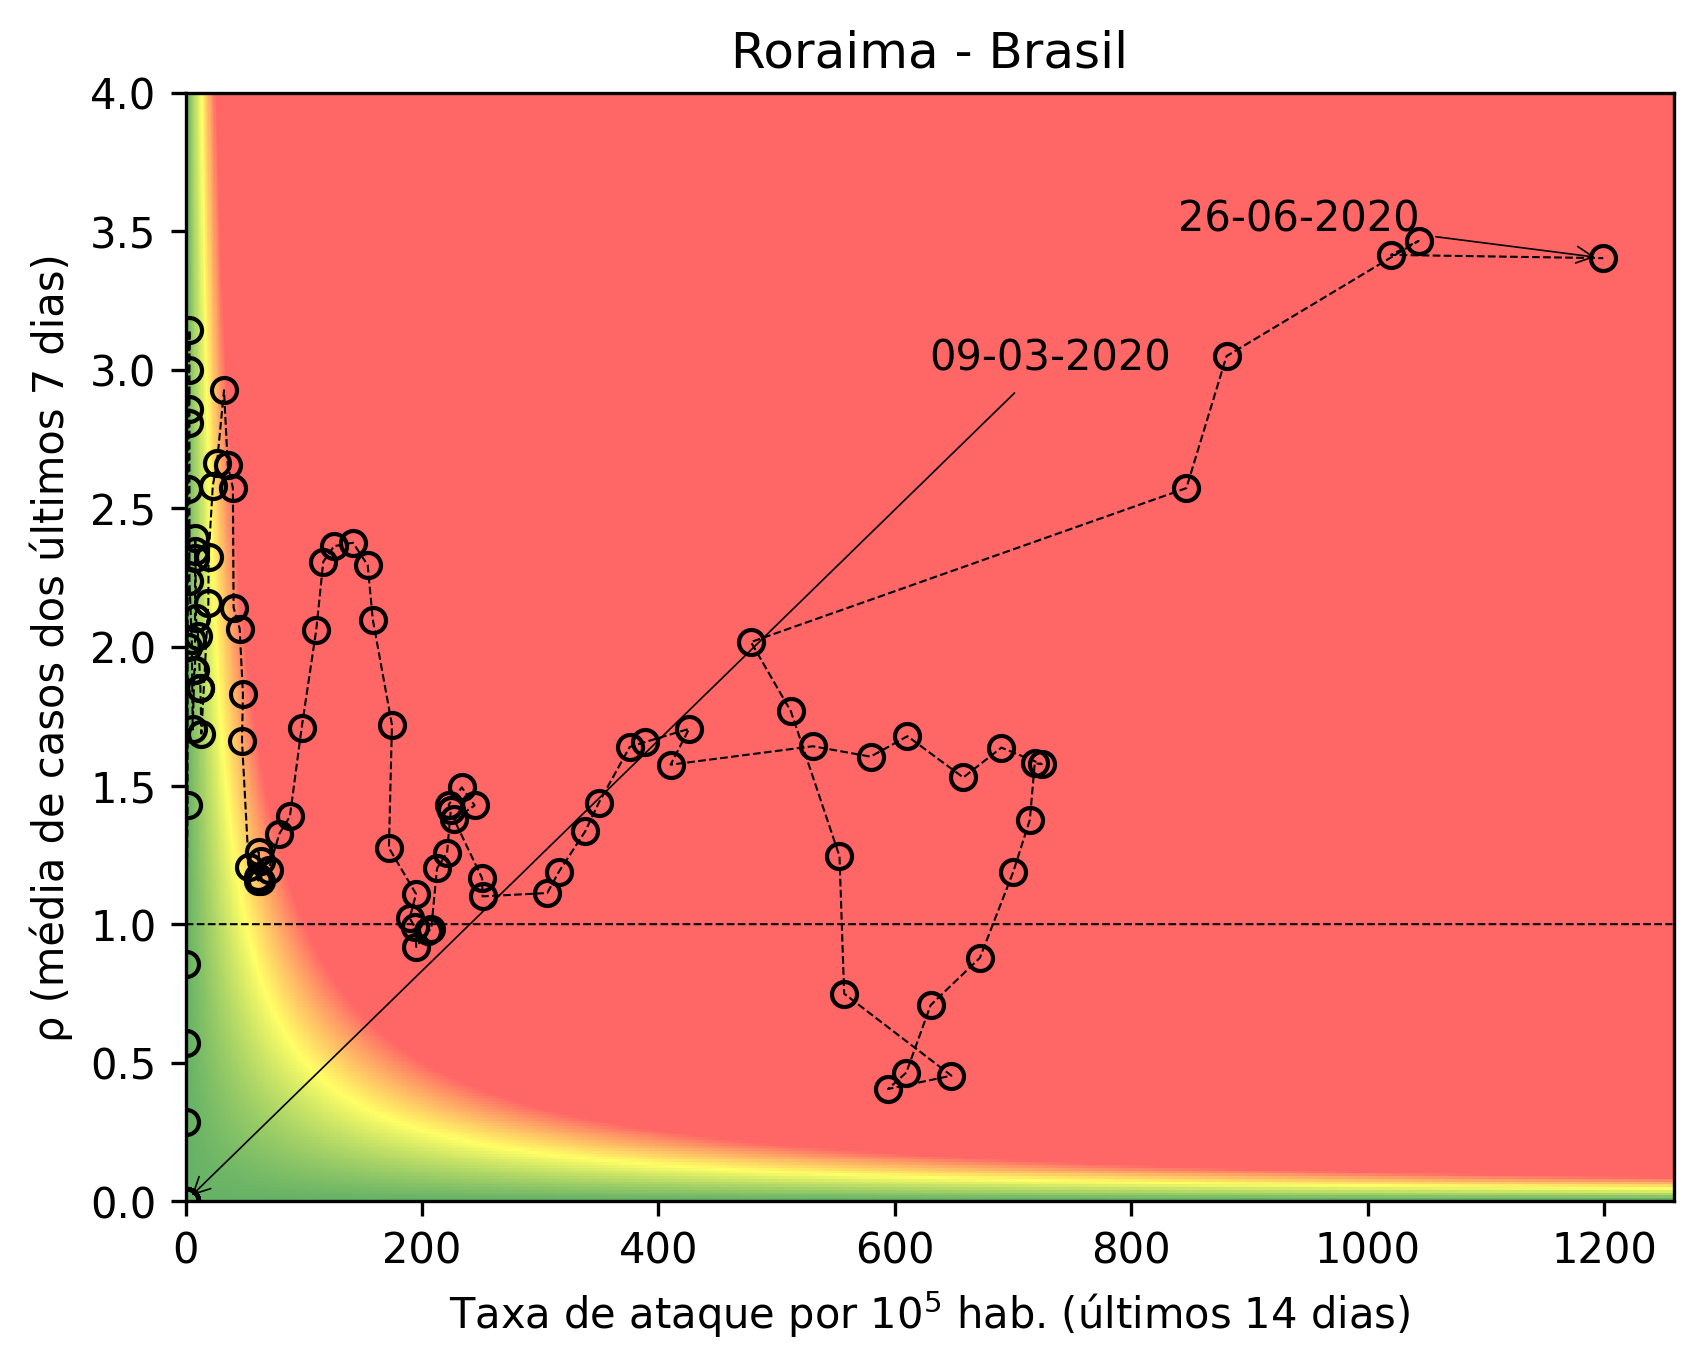 Roraima - Brasil
4.0
3.5
3.0
2.5
2.0
1.5
1.0
0.5
0.0
ρ (média de casos dos últimos 7 dias)
26-06-2020
09-03-2020
0 200 400 600 800 1000 1200
Taxa de ataque por 10⁵ hab. (últimos 14 dias)